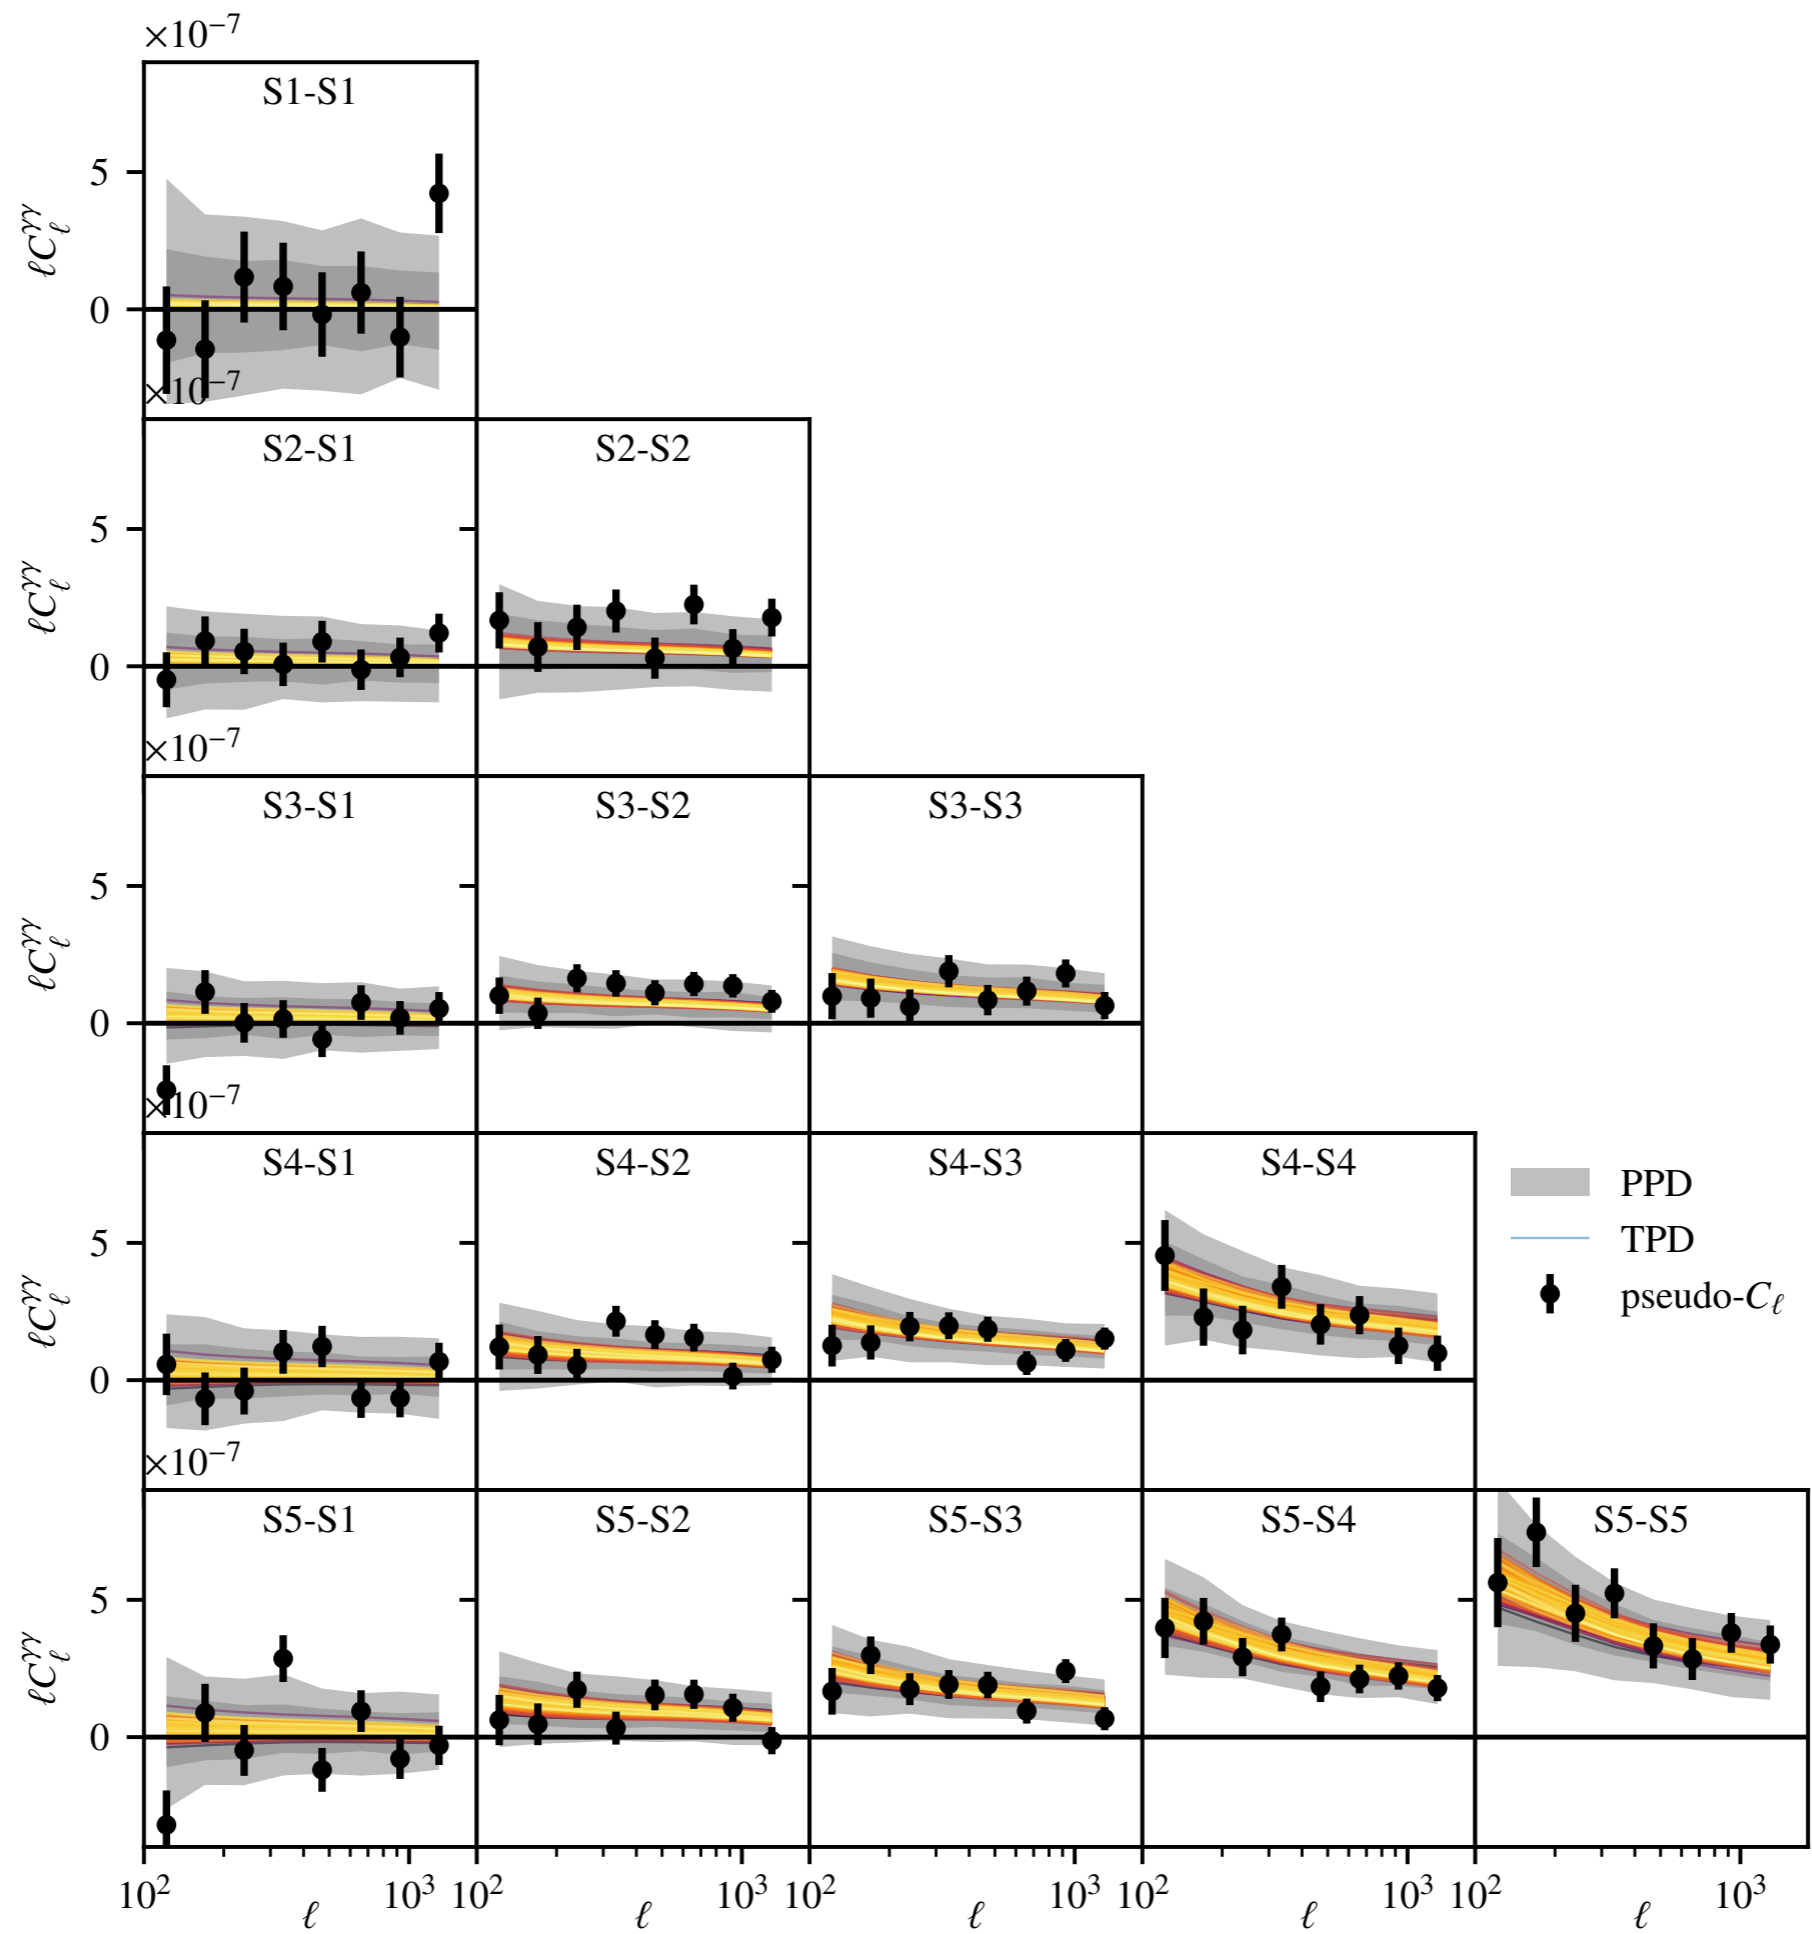 ×10⁻⁷
S1-S1
5
0
ℓC_ℓ^γγ
×10⁻⁷
S2-S1 S2-S2
5
0
ℓC_ℓ^γγ
×10⁻⁷
S3-S1 S3-S2 S3-S3
5
0
ℓC_ℓ^γγ
×10⁻⁷
S4-S1 S4-S2 S4-S3 S4-S4
5
0
ℓC_ℓ^γγ
PPD
TPD
pseudo-C_ℓ
×10⁻⁷
S5-S1 S5-S2 S5-S3 S5-S4 S5-S5
5
0
ℓC_ℓ^γγ
10² 10³ 10² 10³ 10² 10³ 10² 10³ 10² 10³
ℓ ℓ ℓ ℓ ℓ